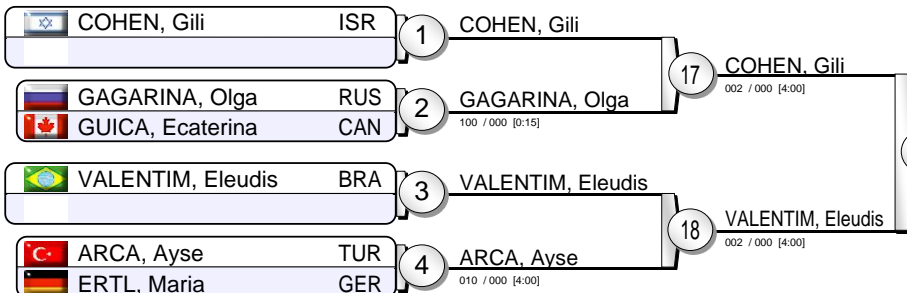 COHEN, Gili ISR
1
COHEN, Gili
GAGARINA, Olga RUS
GUICA, Ecaterina CAN
2
GAGARINA, Olga
100 / 000 [0:15]
17
COHEN, Gili
002 / 000 [4:00]
VALENTIM, Eleudis BRA
3
VALENTIM, Eleudis
ARCA, Ayse TUR
ERTL, Maria GER
4
ARCA, Ayse
010 / 000 [4:00]
18
VALENTIM, Eleudis
002 / 000 [4:00]